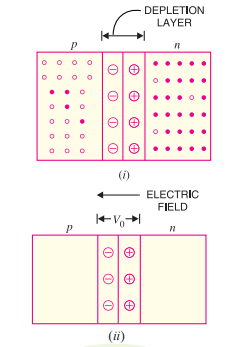 DEPLETION
LAYER
p n
(i)
ELECTRIC
FIELD
p V0 n
(ii)